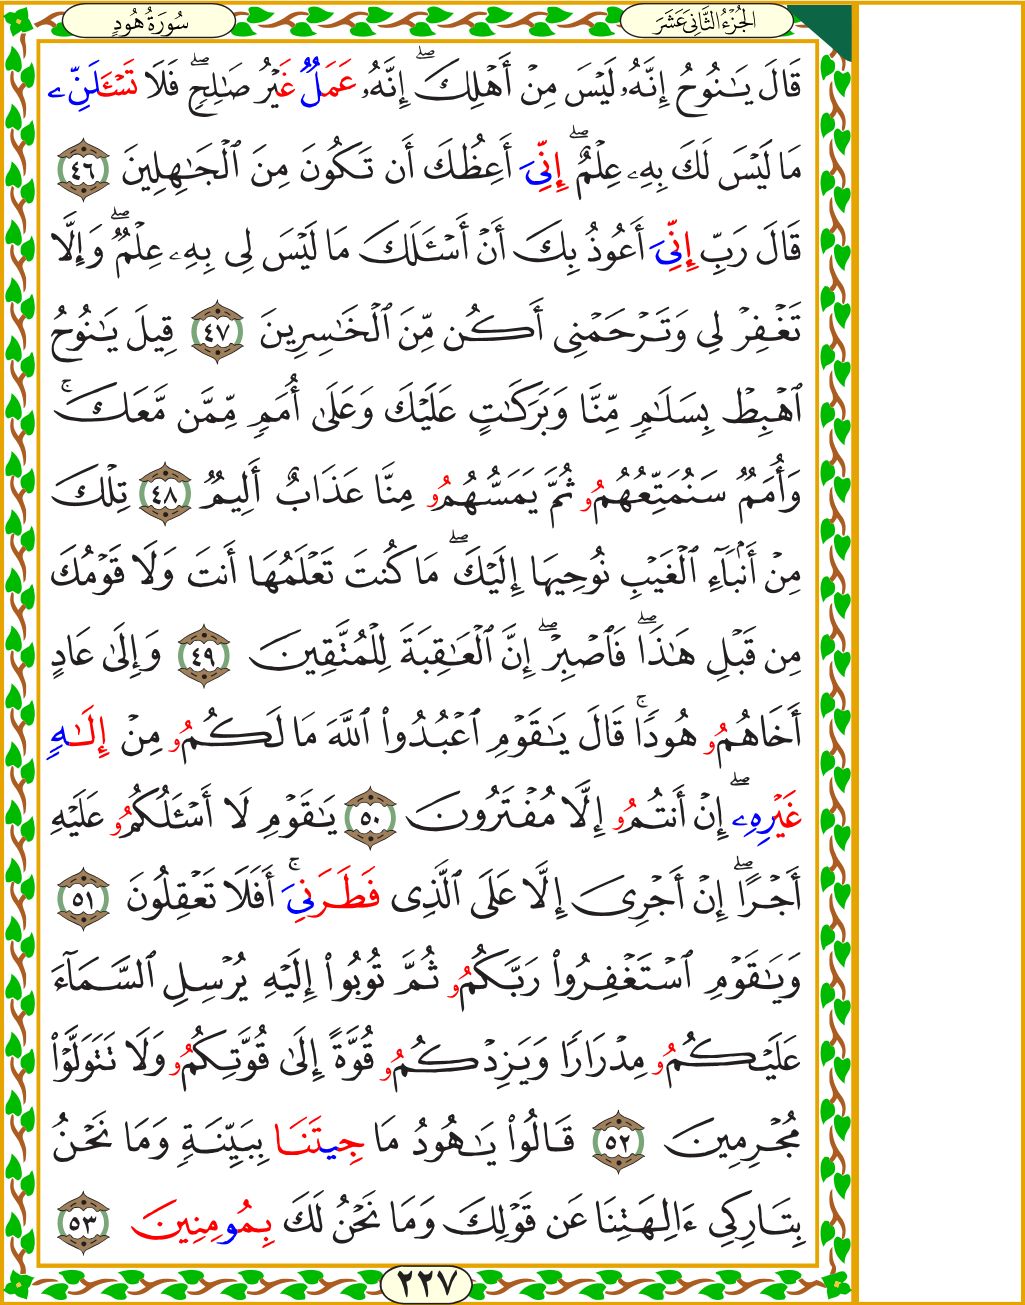 الجُزْءُ الثَّانِي عَشَرَ
سُورَةُ هُودٍ
قَالَ يَٰنُوحُ إِنَّهُۥ لَيْسَ مِنْ أَهْلِكَ ۖ إِنَّهُۥ عَمَلٌ غَيْرُ صَٰلِحٖ ۖ فَلَا تَسْـَٔلَنِّۦ
مَا لَيْسَ لَكَ بِهِۦ عِلْمٌ ۖ إِنِّيَ أَعِظُكَ أَن تَكُونَ مِنَ ٱلْجَٰهِلِينَ ٤٦
قَالَ رَبِّ إِنِّيَ أَعُوذُ بِكَ أَنْ أَسْـَٔلَكَ مَا لَيْسَ لِي بِهِۦ عِلْمٌ ۖ وَإِلَّا
تَغْفِرْ لِي وَتَرْحَمْنِي أَكُن مِّنَ ٱلْخَٰسِرِينَ ٤٧ قِيلَ يَٰنُوحُ
ٱهْبِطْ بِسَلَٰمٖ مِّنَّا وَبَرَكَٰتٍ عَلَيْكَ وَعَلَىٰ أُمَمٖ مِّمَّن مَّعَكَ ۚ
وَأُمَمٌ سَنُمَتِّعُهُمُۥ ثُمَّ يَمَسُّهُمُۥ مِنَّا عَذَابٌ أَلِيمٌ ٤٨ تِلْكَ
مِنْ أَنۢبَآءِ ٱلْغَيْبِ نُوحِيهَا إِلَيْكَ ۖ مَا كُنتَ تَعْلَمُهَا أَنتَ وَلَا قَوْمُكَ
مِن قَبْلِ هَٰذَا ۖ فَٱصْبِرْ ۖ إِنَّ ٱلْعَٰقِبَةَ لِلْمُتَّقِينَ ٤٩ وَإِلَىٰ عَادٍ
أَخَاهُمُۥ هُودٗا ۚ قَالَ يَٰقَوْمِ ٱعْبُدُواْ ٱللَّهَ مَا لَكُمُۥ مِنْ إِلَٰهٍ
غَيْرِهِۦ ۖ إِنْ أَنتُمُۥ إِلَّا مُفْتَرُونَ ٥٠ يَٰقَوْمِ لَا أَسْـَٔلُكُمُۥ عَلَيْهِ
أَجْرًا ۖ إِنْ أَجْرِيَ إِلَّا عَلَى ٱلَّذِي فَطَرَنِيَ ۚ أَفَلَا تَعْقِلُونَ ٥١
وَيَٰقَوْمِ ٱسْتَغْفِرُواْ رَبَّكُمُۥ ثُمَّ تُوبُواْ إِلَيْهِ يُرْسِلِ ٱلسَّمَآءَ
عَلَيْكُمُۥ مِدْرَارٗا وَيَزِدْكُمُۥ قُوَّةً إِلَىٰ قُوَّتِكُمُۥ وَلَا تَتَوَلَّوْاْ
مُجْرِمِينَ ٥٢ قَالُواْ يَٰهُودُ مَا جِيتَنَا بِبَيِّنَةٖ وَمَا نَحْنُ
بِتَارِكِي ءَالِهَتِنَا عَن قَوْلِكَ وَمَا نَحْنُ لَكَ بِمُومِنِينَ ٥٣
٢٢٧